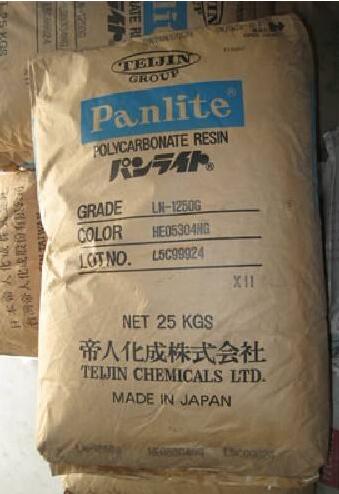 TEIJIN
GROUP
Panlite®
POLYCARBONATE RESIN
パンライト®
GRADE LN-1250G
COLOR HE05304NG
LOT NO. L5C99924
X11
NET 25 KGS
帝人化成株式会社
TEIJIN CHEMICALS LTD.
MADE IN JAPAN